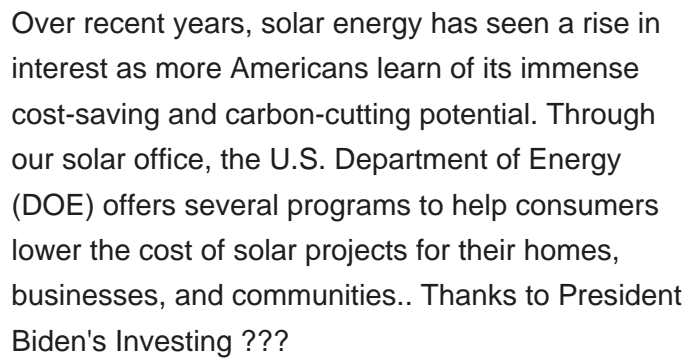 Over recent years, solar energy has seen a rise in
interest as more Americans learn of its immense
cost-saving and carbon-cutting potential. Through
our solar office, the U.S. Department of Energy
(DOE) offers several programs to help consumers
lower the cost of solar projects for their homes,
businesses, and communities.. Thanks to President
Biden's Investing ???